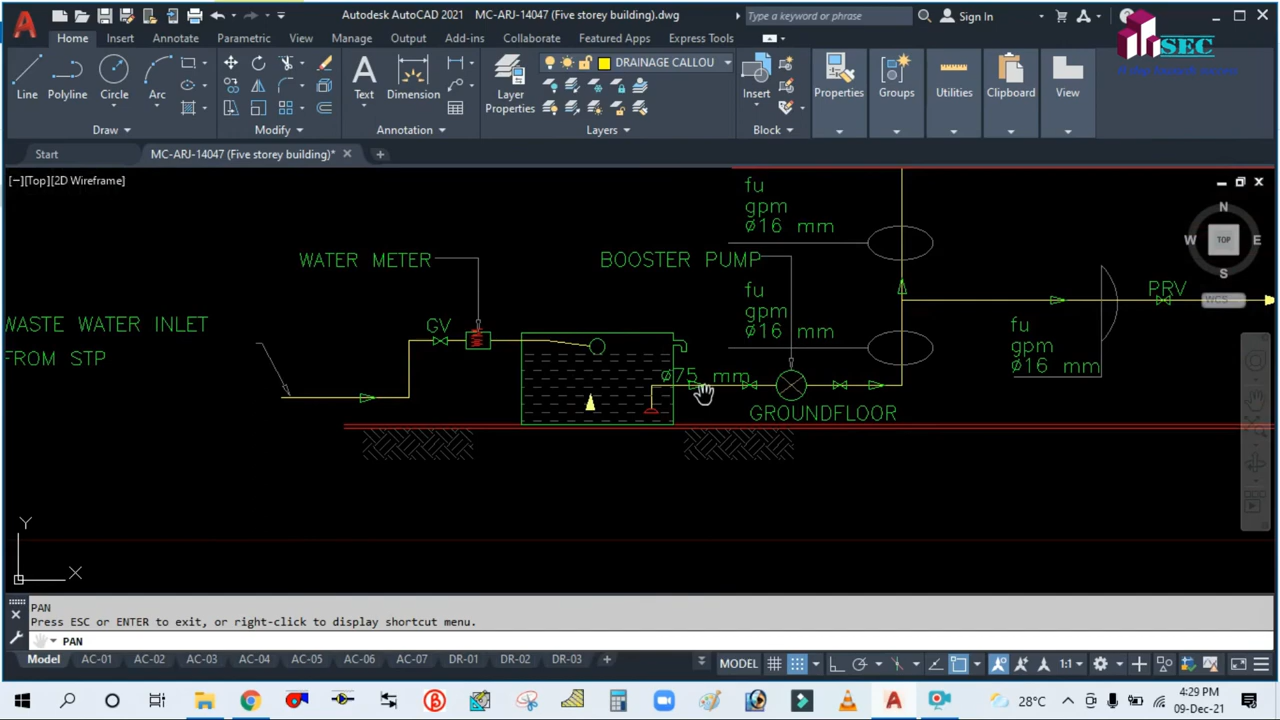 Autodesk AutoCAD 2021 MC-ARJ-14047 (Five storey building).dwg
Type a keyword or phrase
Sign In
SEC
Home Insert Annotate Parametric View Manage Output Add-ins Collaborate Featured Apps Express Tools
DRAINAGE CALLOU
Line Polyline Circle Arc Text Dimension Layer Properties Insert Properties Groups Utilities Clipboard View
Draw Modify Annotation Layers Block
Start MC-ARJ-14047 (Five storey building)*
[−][Top][2D Wireframe]
fu
gpm
ø16 mm
N
W TOP E
S
WCS
WATER METER
BOOSTER PUMP
fu
gpm
ø16 mm
PRV
WASTE WATER INLET
FROM STP
GV
fu
gpm
ø16 mm
ø75 mm
GROUNDFLOOR
Y
X
PAN
Press ESC or ENTER to exit, or right-click to display shortcut menu.
PAN
Model AC-01 AC-02 AC-03 AC-04 AC-05 AC-06 AC-07 DR-01 DR-02 DR-03
MODEL 1:1
28°C
4:29 PM
09-Dec-21